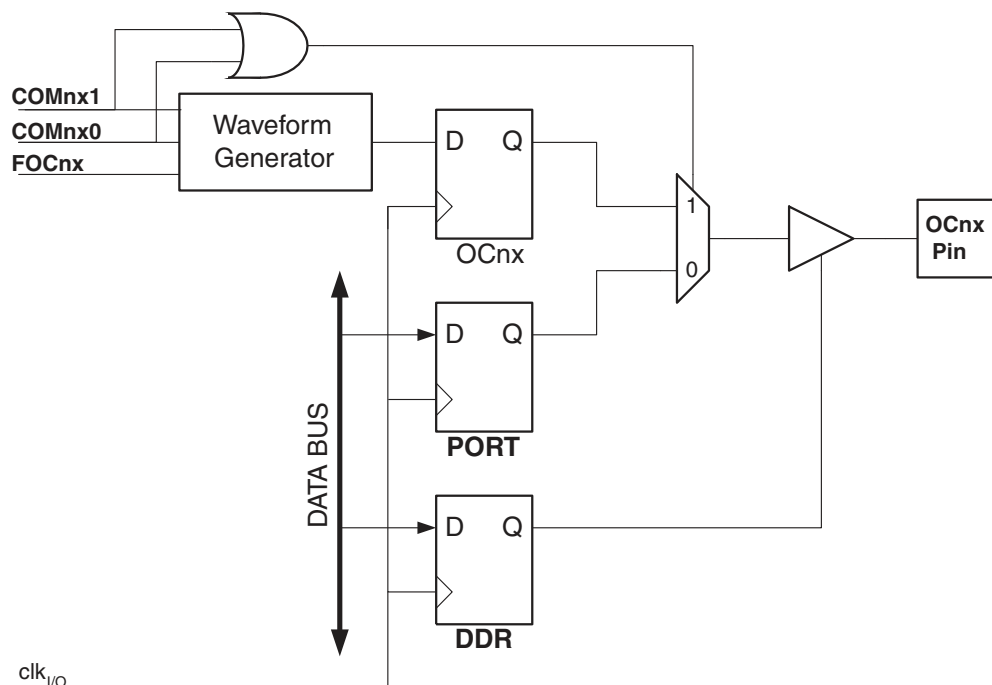 COMnx1
COMnx0
FOCnx
Waveform
Generator
D Q
OCnx
1
0
OCnx
Pin
D Q
PORT
DATA BUS
D Q
DDR
clkI/O